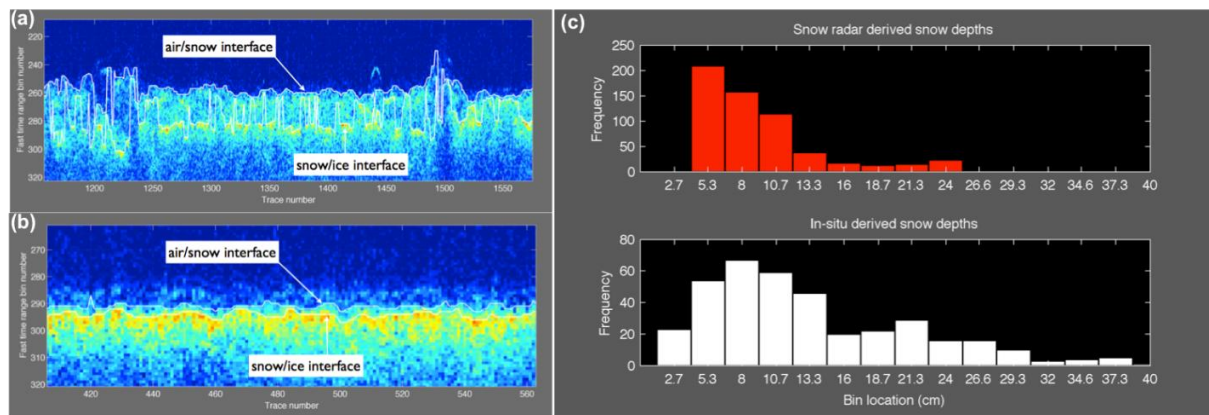 (a)
air/snow interface
snow/ice interface
Fast time range bin number
220
240
260
280
300
320
1200 1250 1300 1350 1400 1450 1500 1550
Trace number
(b)
air/snow interface
snow/ice interface
Fast time range bin number
270
280
290
300
310
320
420 440 460 480 500 520 540 560
Trace number
(c)
Snow radar derived snow depths
Frequency
250
200
150
100
50
0
2.7 5.3 8 10.7 13.3 16 18.7 21.3 24 26.6 29.3 32 34.6 37.3 40
In-situ derived snow depths
Frequency
80
60
40
20
0
2.7 5.3 8 10.7 13.3 16 18.7 21.3 24 26.6 29.3 32 34.6 37.3 40
Bin location (cm)